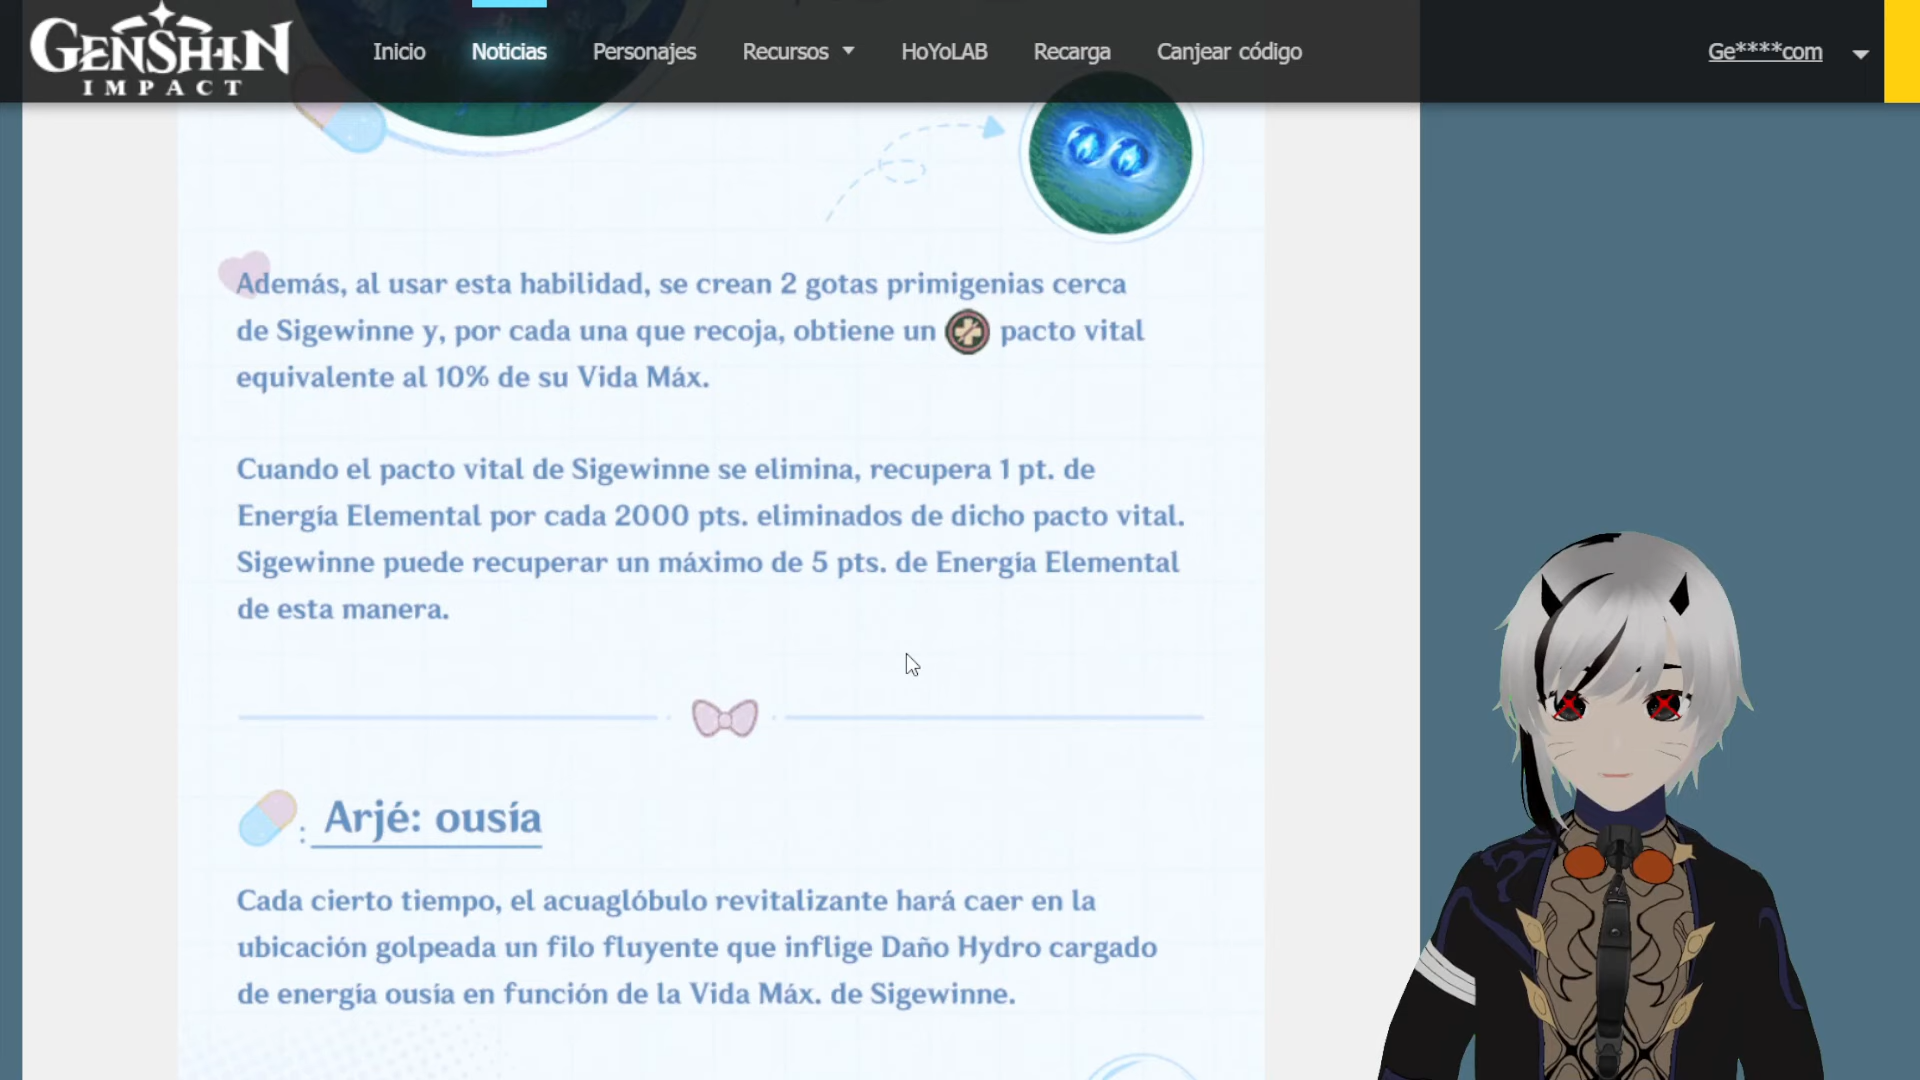 GENSHIN
IMPACT
Inicio
Noticias
Personajes
Recursos
HoYoLAB
Recarga
Canjear código
Ge****com
Además, al usar esta habilidad, se crean 2 gotas primigenias cerca
de Sigewinne y, por cada una que recoja, obtiene un pacto vital
equivalente al 10% de su Vida Máx.
Cuando el pacto vital de Sigewinne se elimina, recupera 1 pt. de
Energía Elemental por cada 2000 pts. eliminados de dicho pacto vital.
Sigewinne puede recuperar un máximo de 5 pts. de Energía Elemental
de esta manera.
: Arjé: ousía
Cada cierto tiempo, el acuaglóbulo revitalizante hará caer en la
ubicación golpeada un filo fluyente que inflige Daño Hydro cargado
de energía ousía en función de la Vida Máx. de Sigewinne.